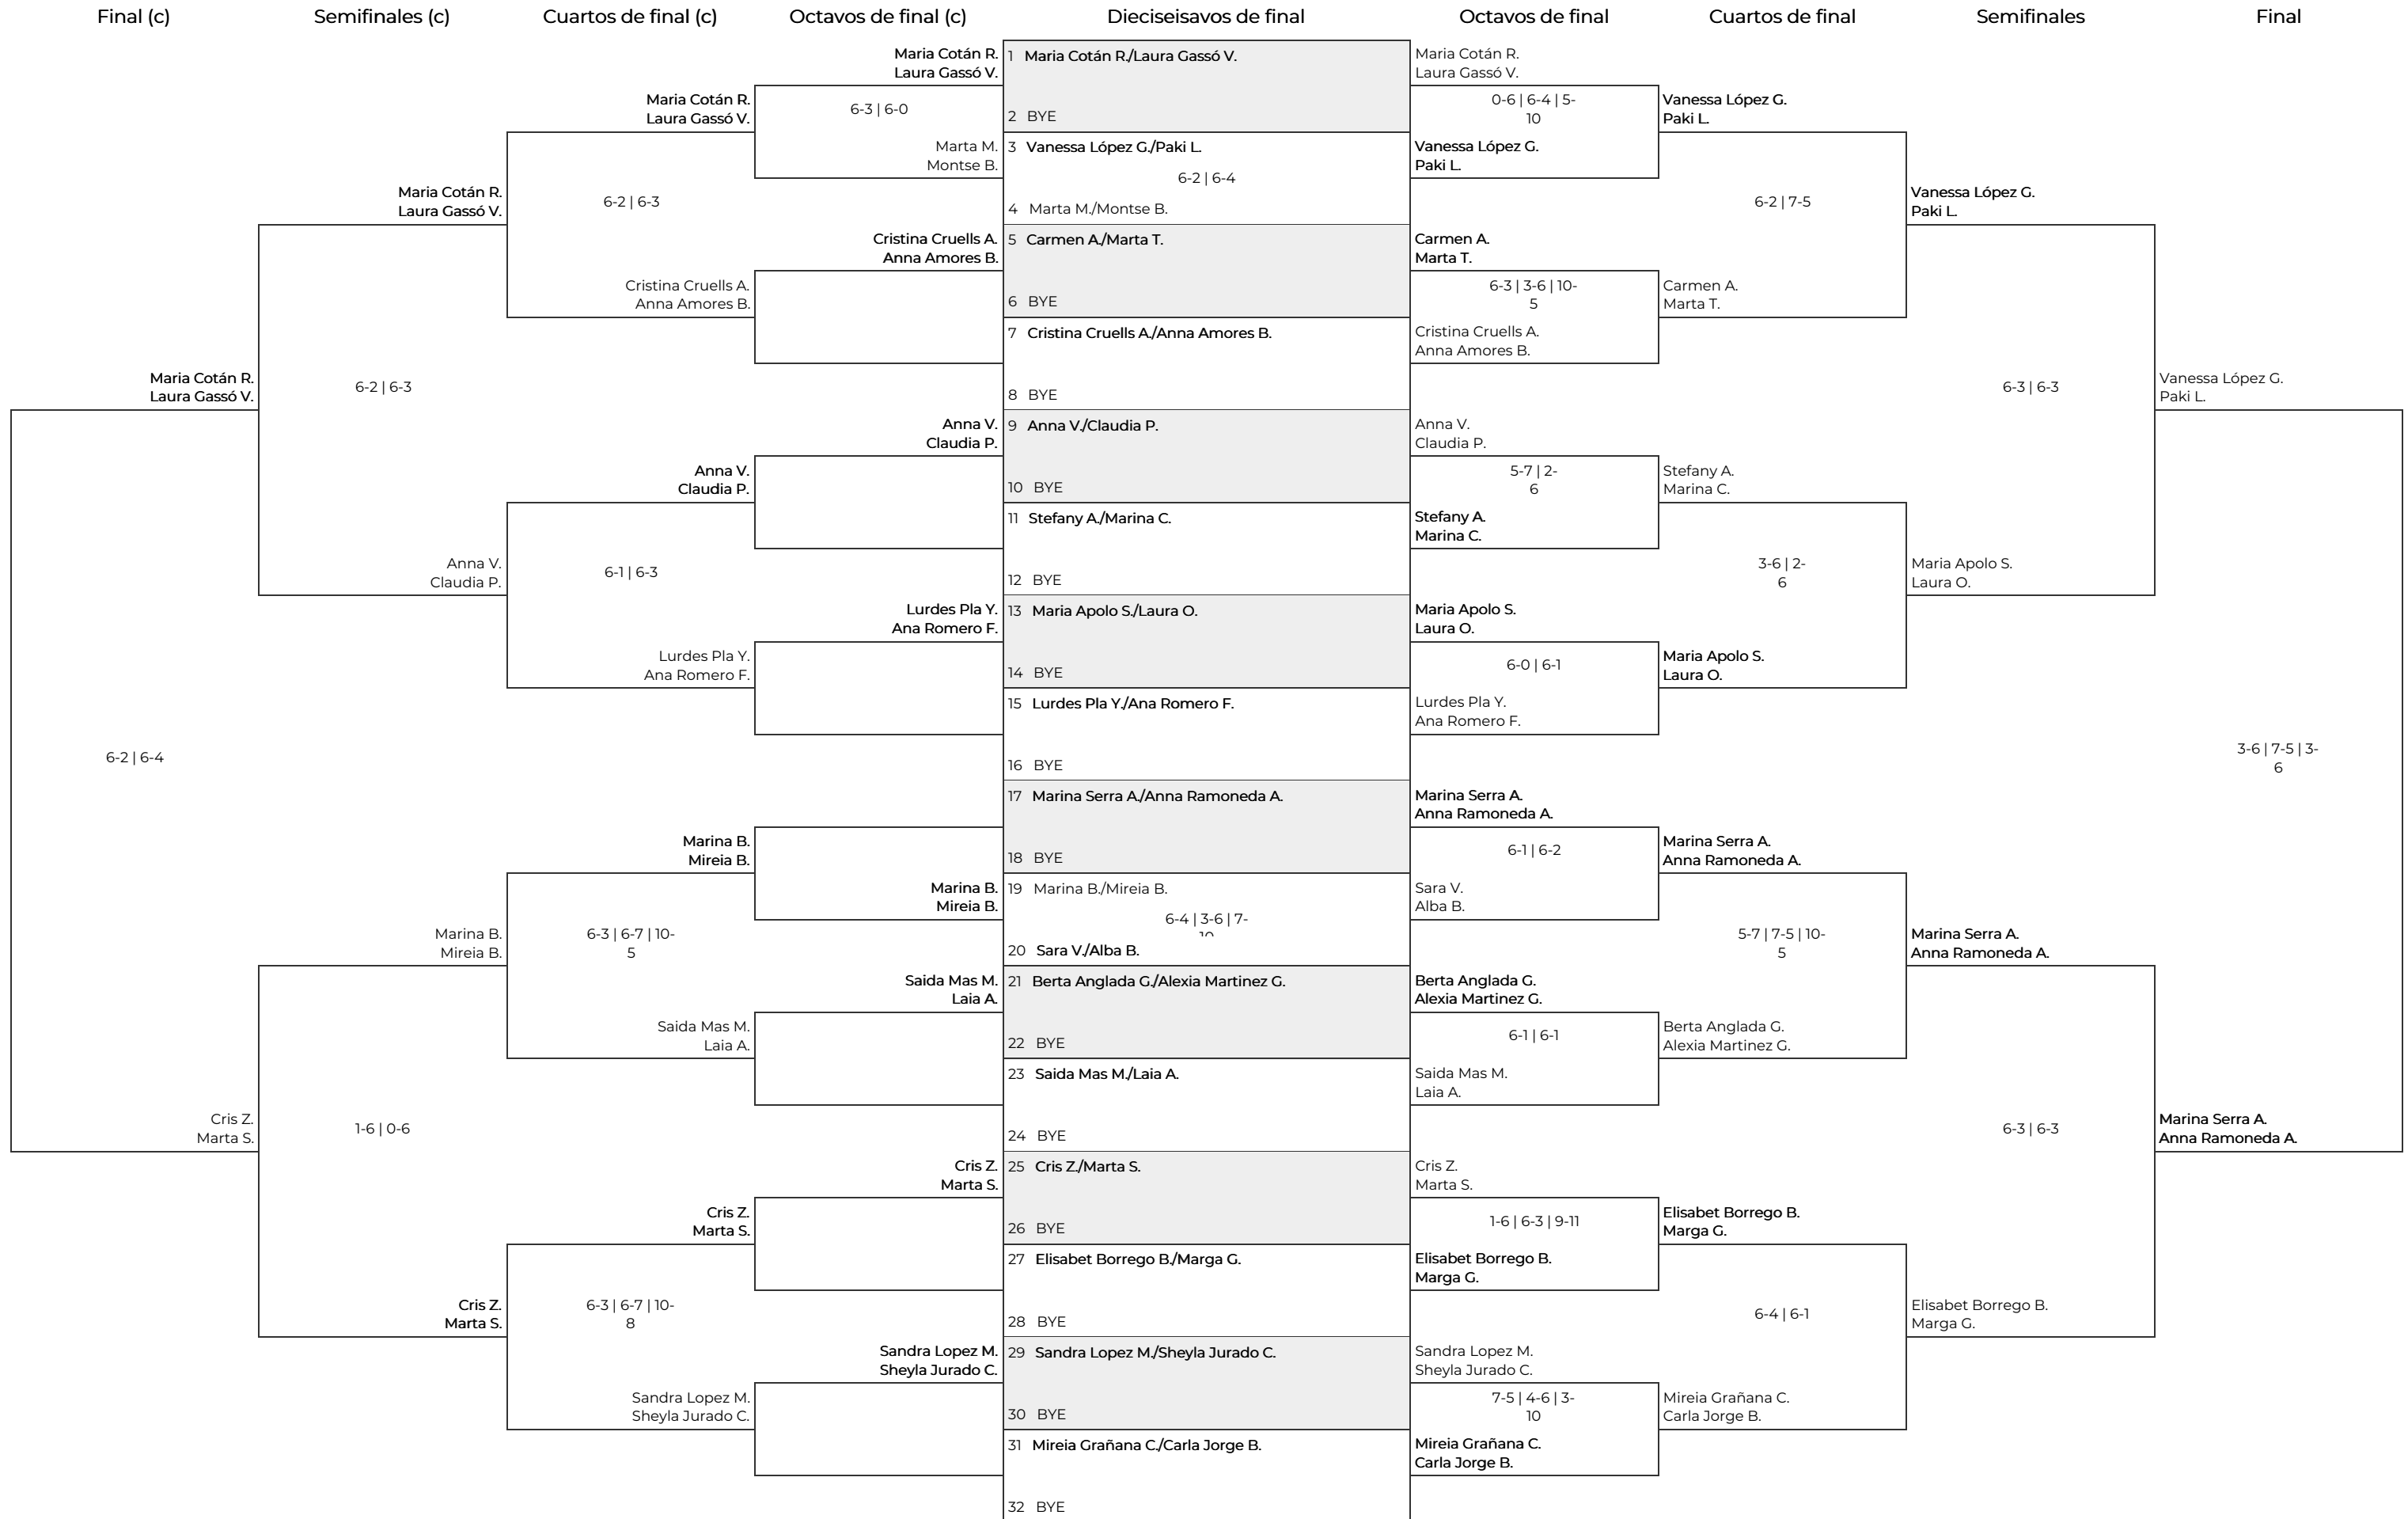 Final (c)
Semifinales (c)
Cuartos de final (c)
Octavos de final (c)
Dieciseisavos de final
Octavos de final
Cuartos de final
Semifinales
Final
Maria Cotán R.
Laura Gassó V.
6-2 | 6-4
Cris Z.
Marta S.
Maria Cotán R.
Laura Gassó V.
6-2 | 6-3
Anna V.
Claudia P.
Marina B.
Mireia B.
1-6 | 0-6
Cris Z.
Marta S.
Maria Cotán R.
Laura Gassó V.
6-2 | 6-3
Cristina Cruells A.
Anna Amores B.
Anna V.
Claudia P.
6-1 | 6-3
Lurdes Pla Y.
Ana Romero F.
Marina B.
Mireia B.
6-3 | 6-7 | 10-
5
Saida Mas M.
Laia A.
Cris Z.
Marta S.
6-3 | 6-7 | 10-
8
Sandra Lopez M.
Sheyla Jurado C.
Maria Cotán R.
Laura Gassó V.
6-3 | 6-0
Marta M.
Montse B.
Cristina Cruells A.
Anna Amores B.
Anna V.
Claudia P.
Lurdes Pla Y.
Ana Romero F.
Marina B.
Mireia B.
Saida Mas M.
Laia A.
Cris Z.
Marta S.
Sandra Lopez M.
Sheyla Jurado C.
1 Maria Cotán R./Laura Gassó V.
2 BYE
3 Vanessa López G./Paki L.
6-2 | 6-4
4 Marta M./Montse B.
5 Carmen A./Marta T.
6 BYE
7 Cristina Cruells A./Anna Amores B.
8 BYE
9 Anna V./Claudia P.
10 BYE
11 Stefany A./Marina C.
12 BYE
13 Maria Apolo S./Laura O.
14 BYE
15 Lurdes Pla Y./Ana Romero F.
16 BYE
17 Marina Serra A./Anna Ramoneda A.
18 BYE
19 Marina B./Mireia B.
6-4 | 3-6 | 7-
10
20 Sara V./Alba B.
21 Berta Anglada G./Alexia Martinez G.
22 BYE
23 Saida Mas M./Laia A.
24 BYE
25 Cris Z./Marta S.
26 BYE
27 Elisabet Borrego B./Marga G.
28 BYE
29 Sandra Lopez M./Sheyla Jurado C.
30 BYE
31 Mireia Grañana C./Carla Jorge B.
32 BYE
Maria Cotán R.
Laura Gassó V.
0-6 | 6-4 | 5-
10
Vanessa López G.
Paki L.
Carmen A.
Marta T.
6-3 | 3-6 | 10-
5
Cristina Cruells A.
Anna Amores B.
Anna V.
Claudia P.
5-7 | 2-
6
Stefany A.
Marina C.
Maria Apolo S.
Laura O.
6-0 | 6-1
Lurdes Pla Y.
Ana Romero F.
Marina Serra A.
Anna Ramoneda A.
6-1 | 6-2
Sara V.
Alba B.
Berta Anglada G.
Alexia Martinez G.
6-1 | 6-1
Saida Mas M.
Laia A.
Cris Z.
Marta S.
1-6 | 6-3 | 9-11
Elisabet Borrego B.
Marga G.
Sandra Lopez M.
Sheyla Jurado C.
7-5 | 4-6 | 3-
10
Mireia Grañana C.
Carla Jorge B.
Vanessa López G.
Paki L.
6-2 | 7-5
Carmen A.
Marta T.
Stefany A.
Marina C.
3-6 | 2-
6
Maria Apolo S.
Laura O.
Marina Serra A.
Anna Ramoneda A.
5-7 | 7-5 | 10-
5
Berta Anglada G.
Alexia Martinez G.
Elisabet Borrego B.
Marga G.
6-4 | 6-1
Mireia Grañana C.
Carla Jorge B.
Vanessa López G.
Paki L.
6-3 | 6-3
Maria Apolo S.
Laura O.
Marina Serra A.
Anna Ramoneda A.
6-3 | 6-3
Elisabet Borrego B.
Marga G.
Vanessa López G.
Paki L.
3-6 | 7-5 | 3-
6
Marina Serra A.
Anna Ramoneda A.